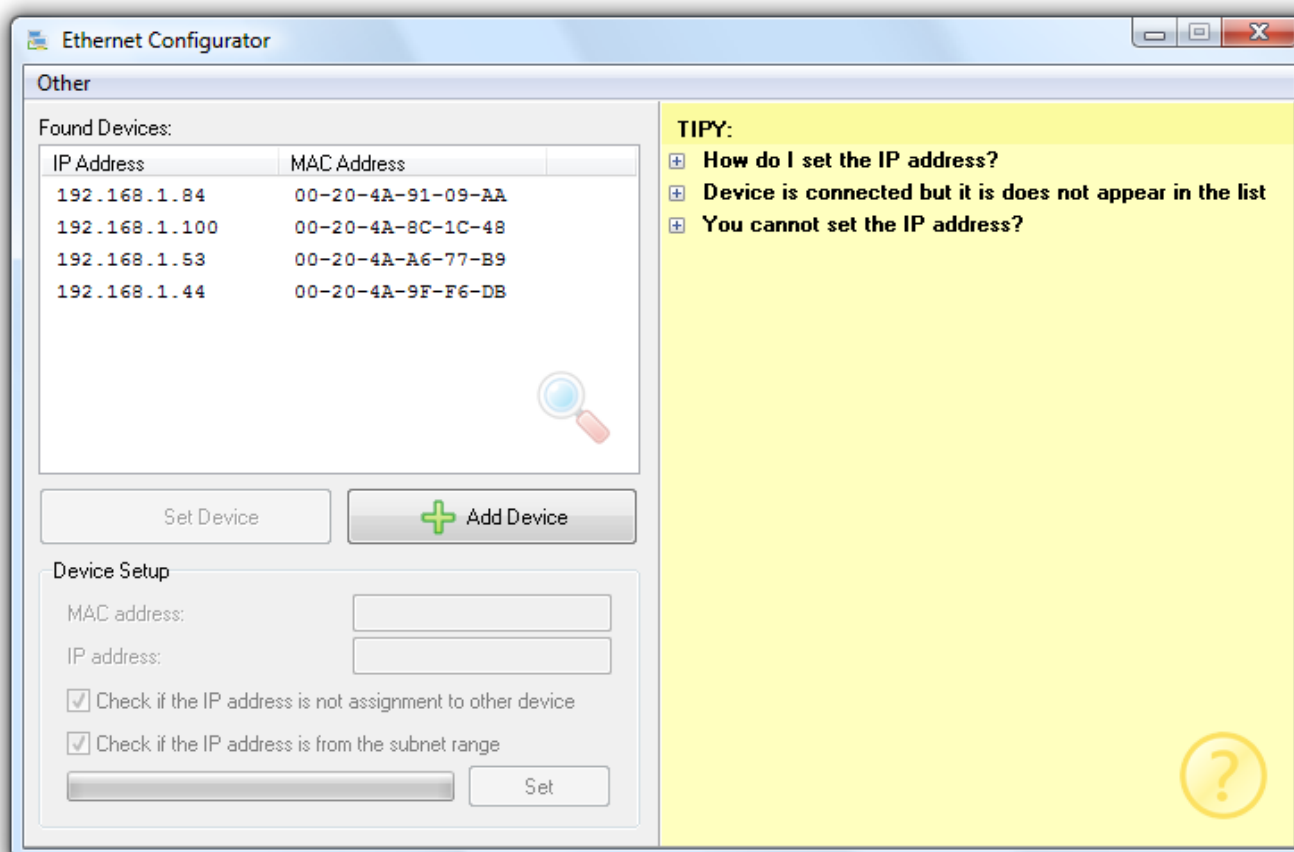 Ethernet Configurator
Other
Found Devices:
IP Address MAC Address
192.168.1.84 00-20-4A-91-09-AA
192.168.1.100 00-20-4A-8C-1C-48
192.168.1.53 00-20-4A-A6-77-B9
192.168.1.44 00-20-4A-9F-F6-DB
Set Device
Add Device
Device Setup
MAC address:
IP address:
Check if the IP address is not assignment to other device
Check if the IP address is from the subnet range
Set
TIPY:
How do I set the IP address?
Device is connected but it is does not appear in the list
You cannot set the IP address?